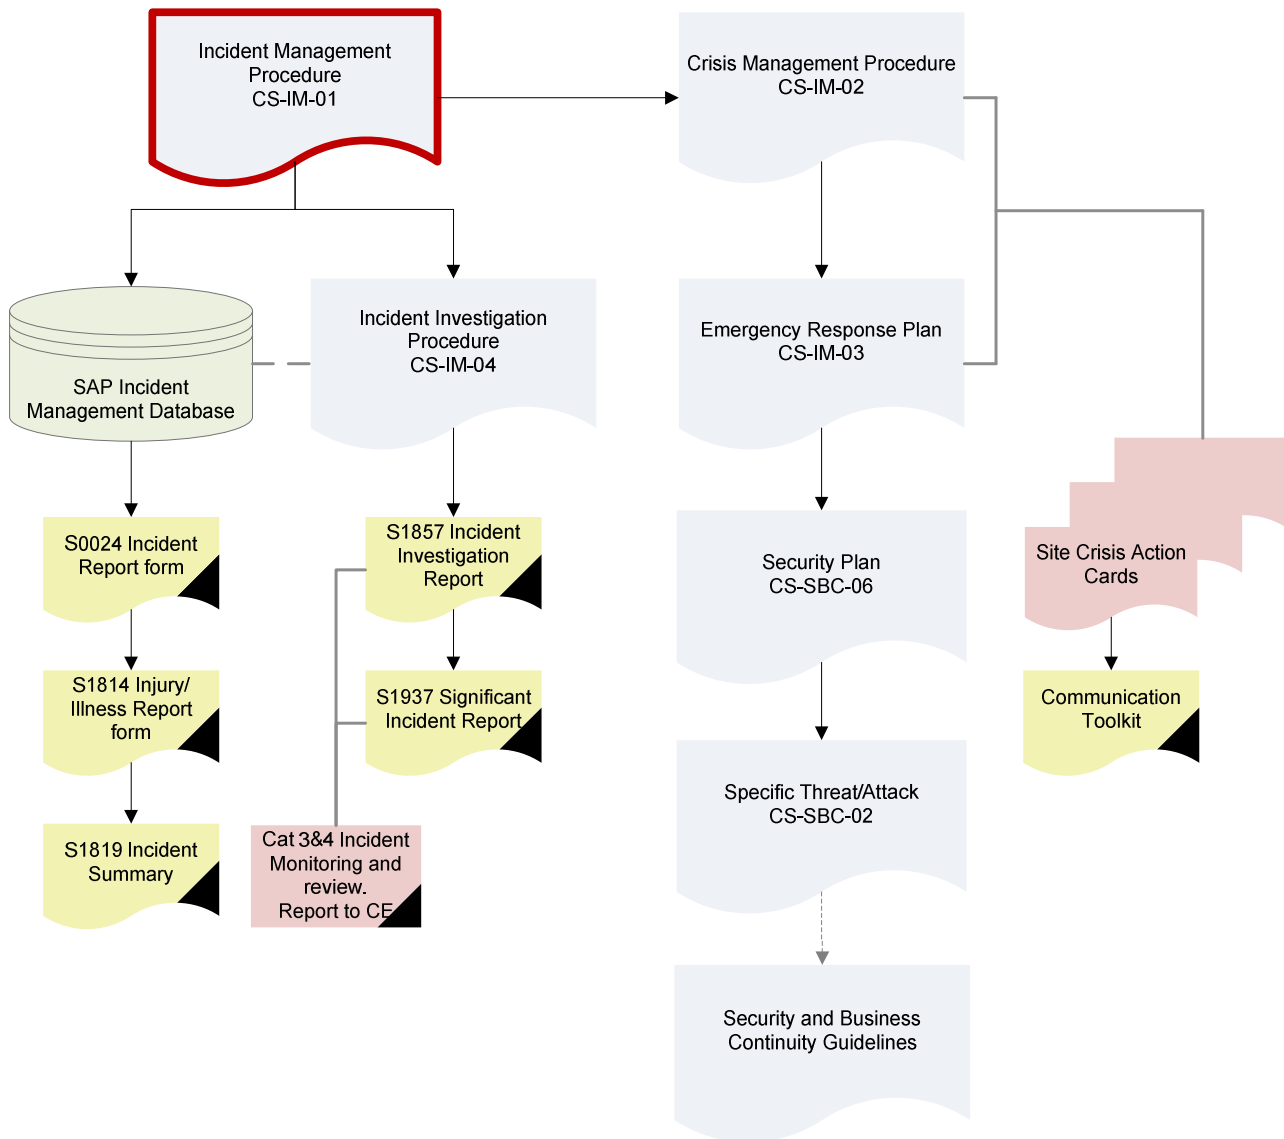 Incident Management
Procedure
CS-IM-01
Crisis Management Procedure
CS-IM-02
SAP Incident
Management Database
Incident Investigation
Procedure
CS-IM-04
Emergency Response Plan
CS-IM-03
S0024 Incident
Report form
S1857 Incident
Investigation
Report
Security Plan
CS-SBC-06
Site Crisis Action
Cards
S1814 Injury/
Illness Report
form
S1937 Significant
Incident Report
Communication
Toolkit
Specific Threat/Attack
CS-SBC-02
S1819 Incident
Summary
Cat 3&4 Incident
Monitoring and
review.
Report to CE
Security and Business
Continuity Guidelines